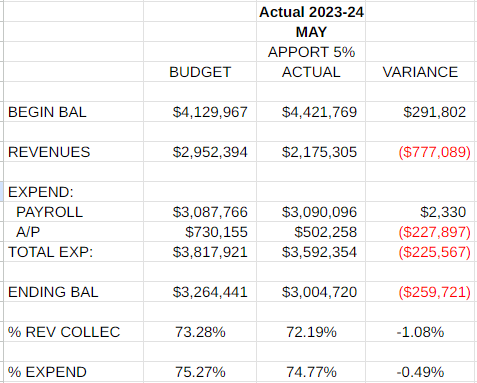 Actual 2023-24
MAY
APPORT 5%
BUDGET ACTUAL VARIANCE
BEGIN BAL $4,129,967 $4,421,769 $291,802
REVENUES $2,952,394 $2,175,305 ($777,089)
EXPEND:
PAYROLL $3,087,766 $3,090,096 $2,330
A/P $730,155 $502,258 ($227,897)
TOTAL EXP: $3,817,921 $3,592,354 ($225,567)
ENDING BAL $3,264,441 $3,004,720 ($259,721)
% REV COLLEC 73.28% 72.19% -1.08%
% EXPEND 75.27% 74.77% -0.49%